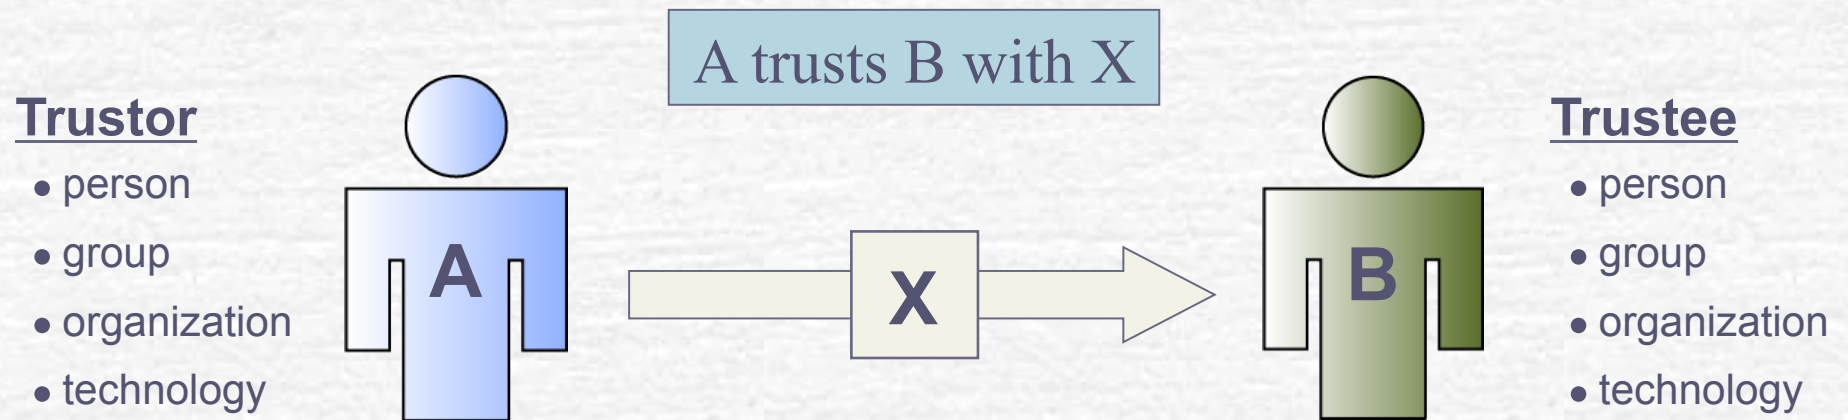 A trusts B with X
Trustor
• person
• group
• organization
• technology
A
X
B
Trustee
• person
• group
• organization
• technology